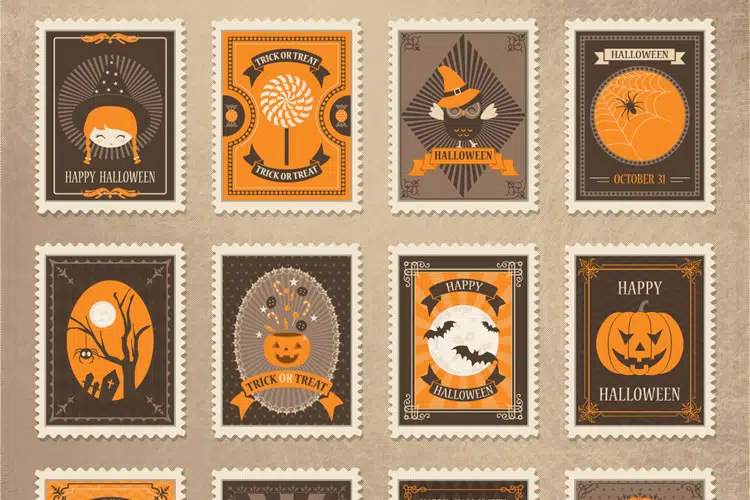 HAPPY HALLOWEEN
TRICK OR TREAT
TRICK OR TREAT
HALLOWEEN
HALLOWEEN
OCTOBER 31
TRICK OR TREAT
HAPPY
HALLOWEEN
HAPPY
HALLOWEEN